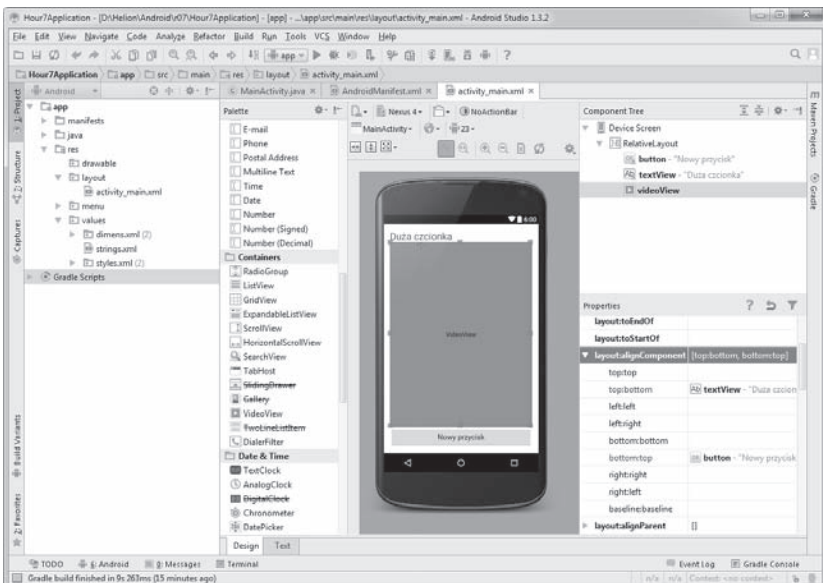 Hour7Application - [D:\Helion\Android\r07\Hour7Application] - [app] - ...\app\src\main\res\layout\activity_main.xml - Android Studio 1.3.2
File Edit View Navigate Code Analyze Refactor Build Run Tools VCS Window Help
app
Hour7Application app src main res layout activity_main.xml
Android
MainActivity.java AndroidManifest.xml activity_main.xml
1: Project
2: Structure
Captures
Build Variants
2: Favorites
app
manifests
java
res
drawable
layout
activity_main.xml
menu
values
dimens.xml (2)
strings.xml
styles.xml (2)
Gradle Scripts
Palette
E-mail
Phone
Postal Address
Multiline Text
Time
Date
Number
Number (Signed)
Number (Decimal)
Containers
RadioGroup
ListView
GridView
ExpandableListView
ScrollView
HorizontalScrollView
SearchView
TabHost
SlidingDrawer
Gallery
VideoView
TwoLineListItem
DialerFilter
Date & Time
TextClock
AnalogClock
DigitalClock
Chronometer
DatePicker
Design Text
Nexus 4 NoActionBar
MainActivity 23
6:00
Duża czcionka
VideoView
Nowy przycisk
Component Tree
Device Screen
RelativeLayout
button - "Nowy przycisk"
textView - "Duża czcionka"
videoView
Properties
layout:toEndOf
layout:toStartOf
layout:alignComponent [top:bottom, bottom:top]
top:top
top:bottom textView - "Duża czcion
left:left
left:right
bottom:bottom
bottom:top button - "Nowy przycisk
right:right
right:left
baseline:baseline
layout:alignParent []
Maven Projects
Gradle
TODO 6: Android 0: Messages Terminal Event Log Gradle Console
Gradle build finished in 9s 263ms (15 minutes ago) n/a n/a Context: <no context>